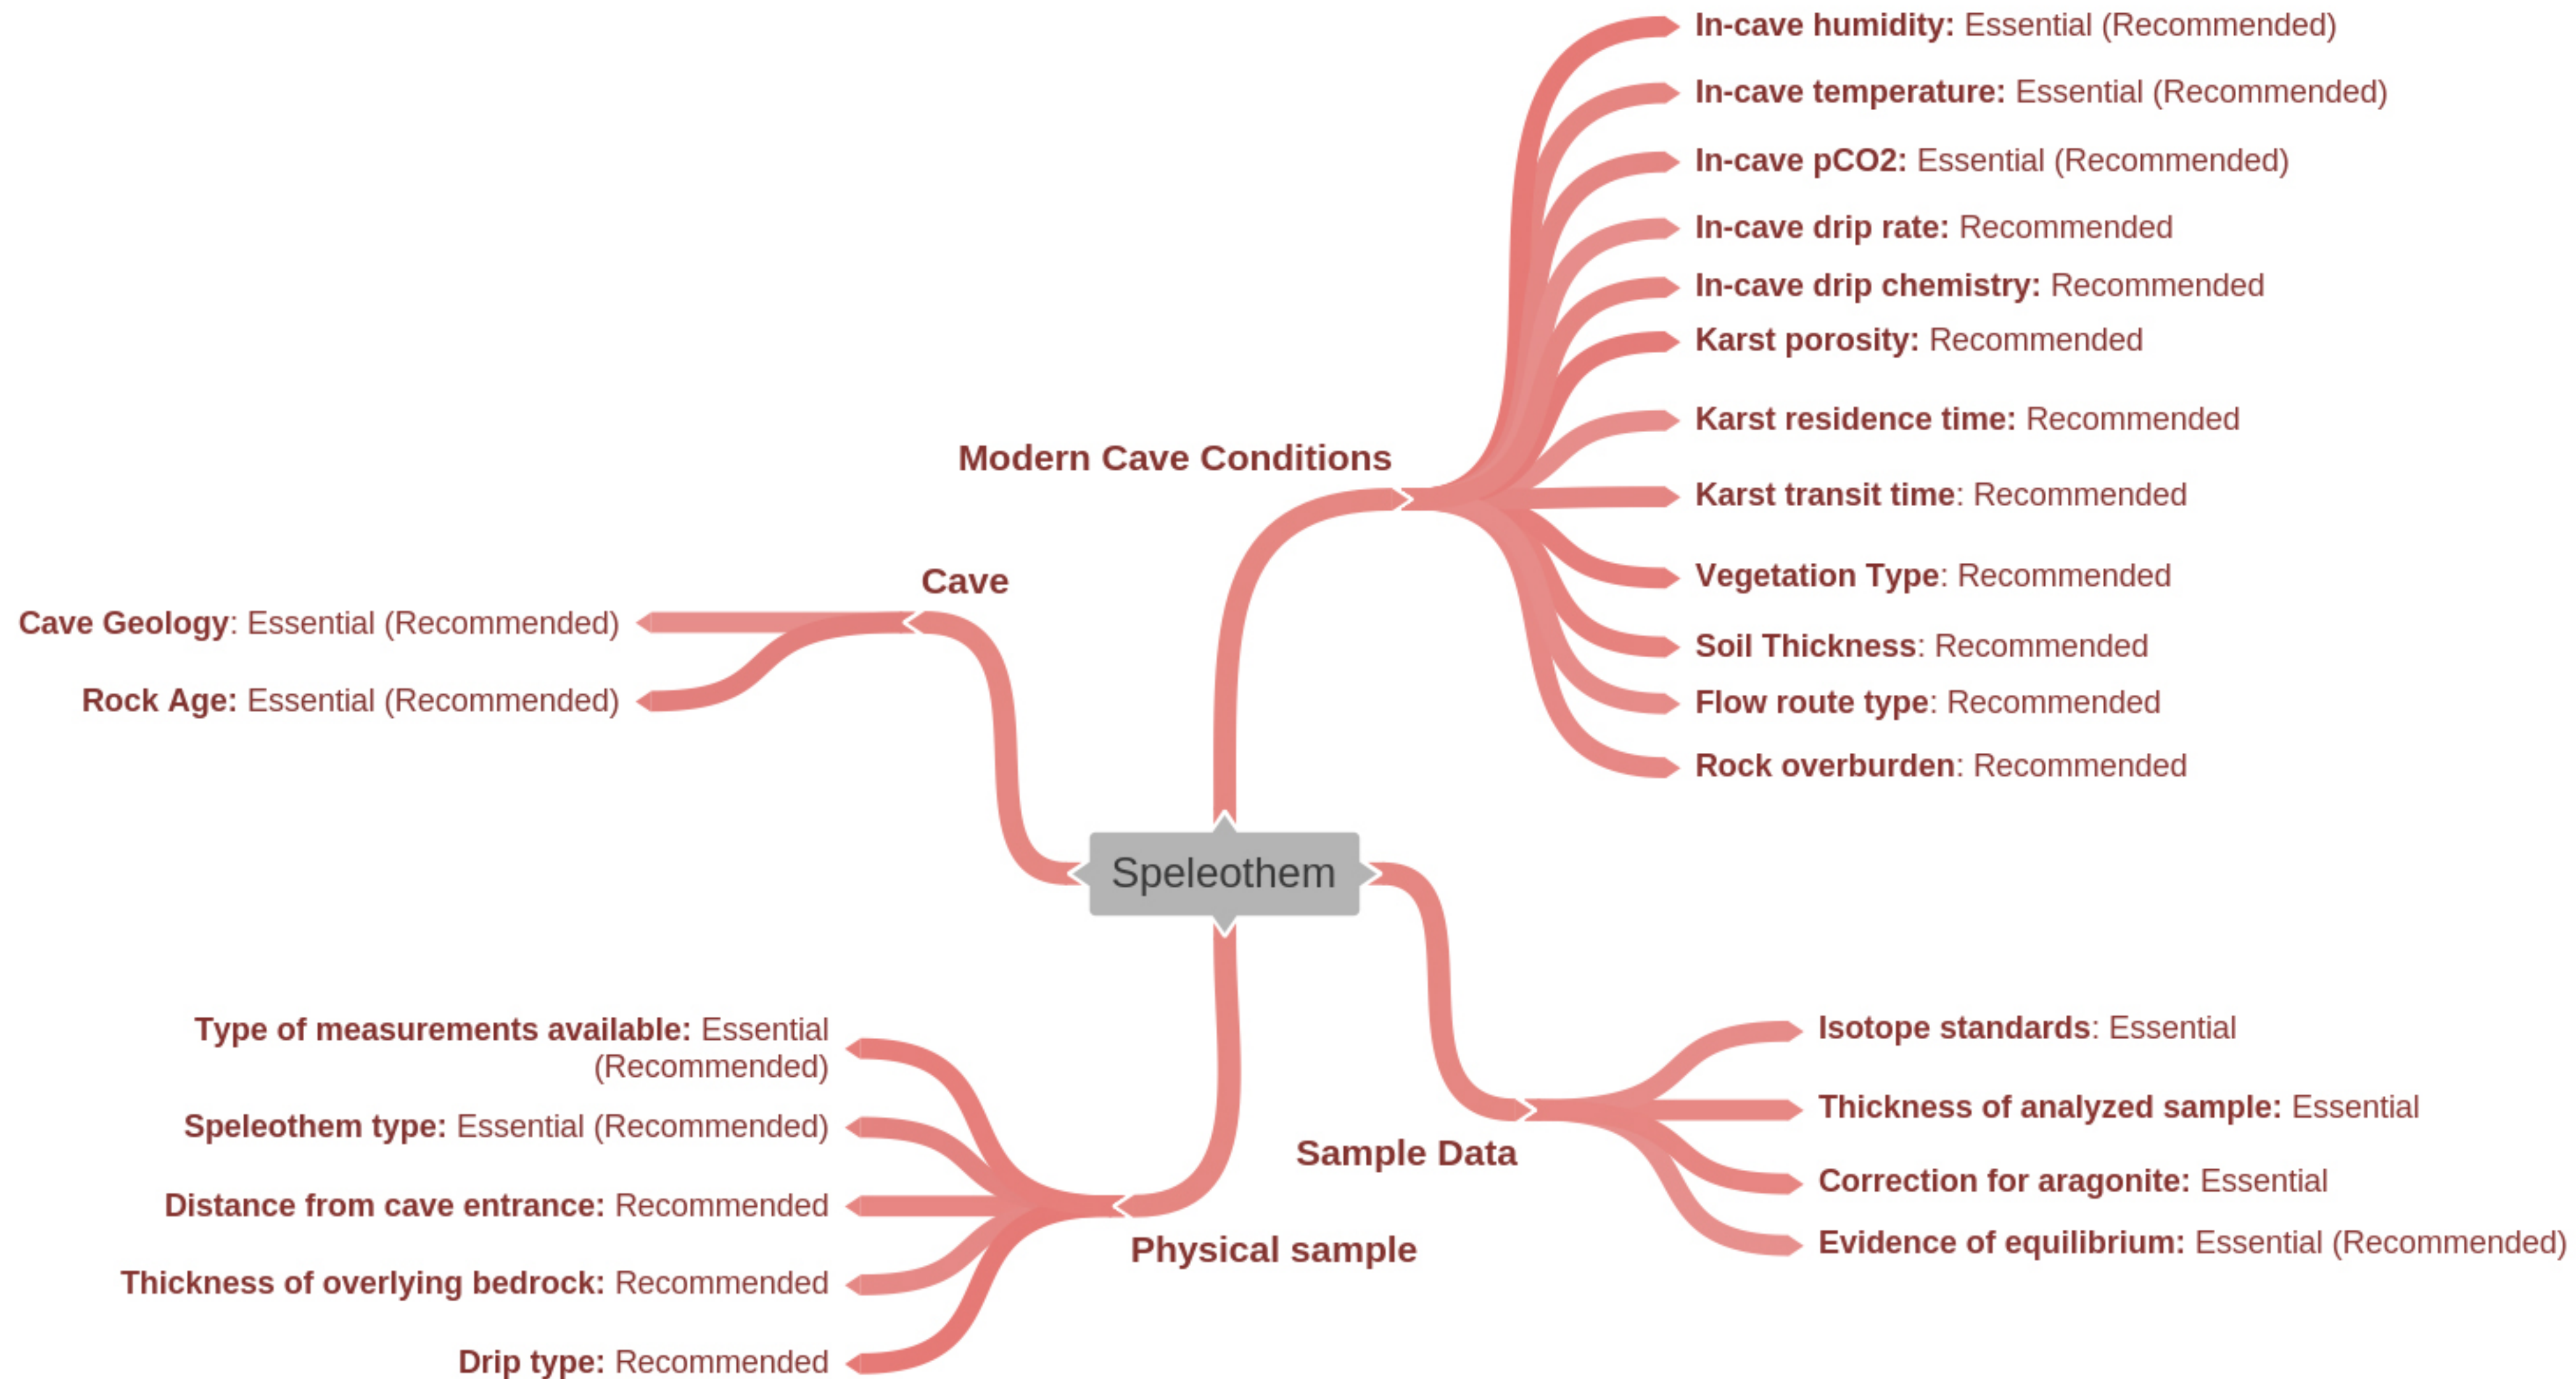 In-cave humidity: Essential (Recommended)
In-cave temperature: Essential (Recommended)
In-cave pCO2: Essential (Recommended)
In-cave drip rate: Recommended
In-cave drip chemistry: Recommended
Karst porosity: Recommended
Karst residence time: Recommended
Modern Cave Conditions
Karst transit time: Recommended
Vegetation Type: Recommended
Soil Thickness: Recommended
Flow route type: Recommended
Rock overburden: Recommended
Cave
Cave Geology: Essential (Recommended)
Rock Age: Essential (Recommended)
Speleothem
Type of measurements available: Essential
(Recommended)
Speleothem type: Essential (Recommended)
Distance from cave entrance: Recommended
Thickness of overlying bedrock: Recommended
Drip type: Recommended
Physical sample
Sample Data
Isotope standards: Essential
Thickness of analyzed sample: Essential
Correction for aragonite: Essential
Evidence of equilibrium: Essential (Recommended)